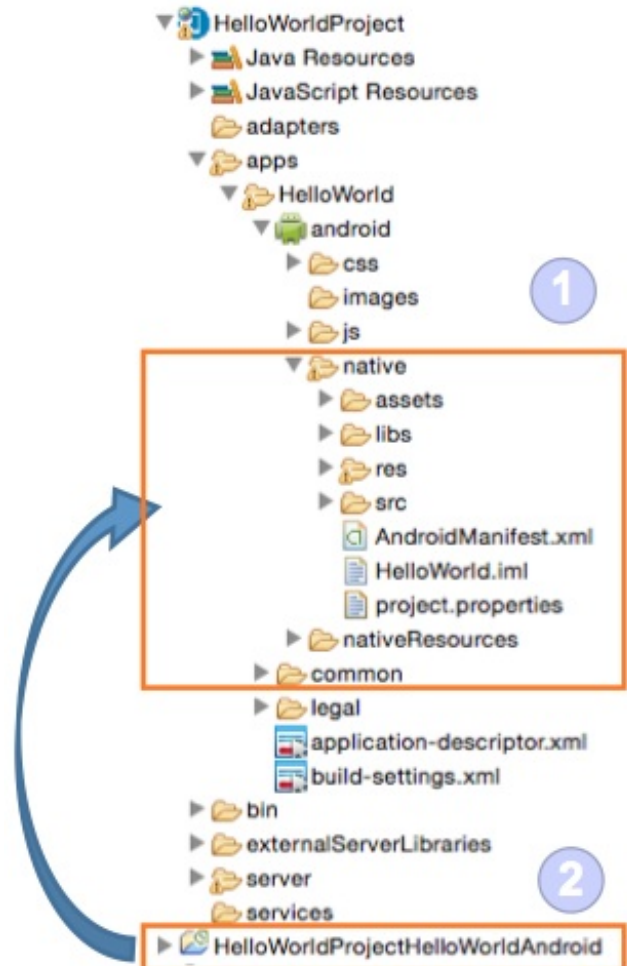 HelloWorldProject
Java Resources
JavaScript Resources
adapters
apps
HelloWorld
android
css
images
1
js
native
assets
libs
res
src
AndroidManifest.xml
HelloWorld.iml
project.properties
nativeResources
common
legal
application-descriptor.xml
build-settings.xml
bin
externalServerLibraries
server
2
services
HelloWorldProjectHelloWorldAndroid